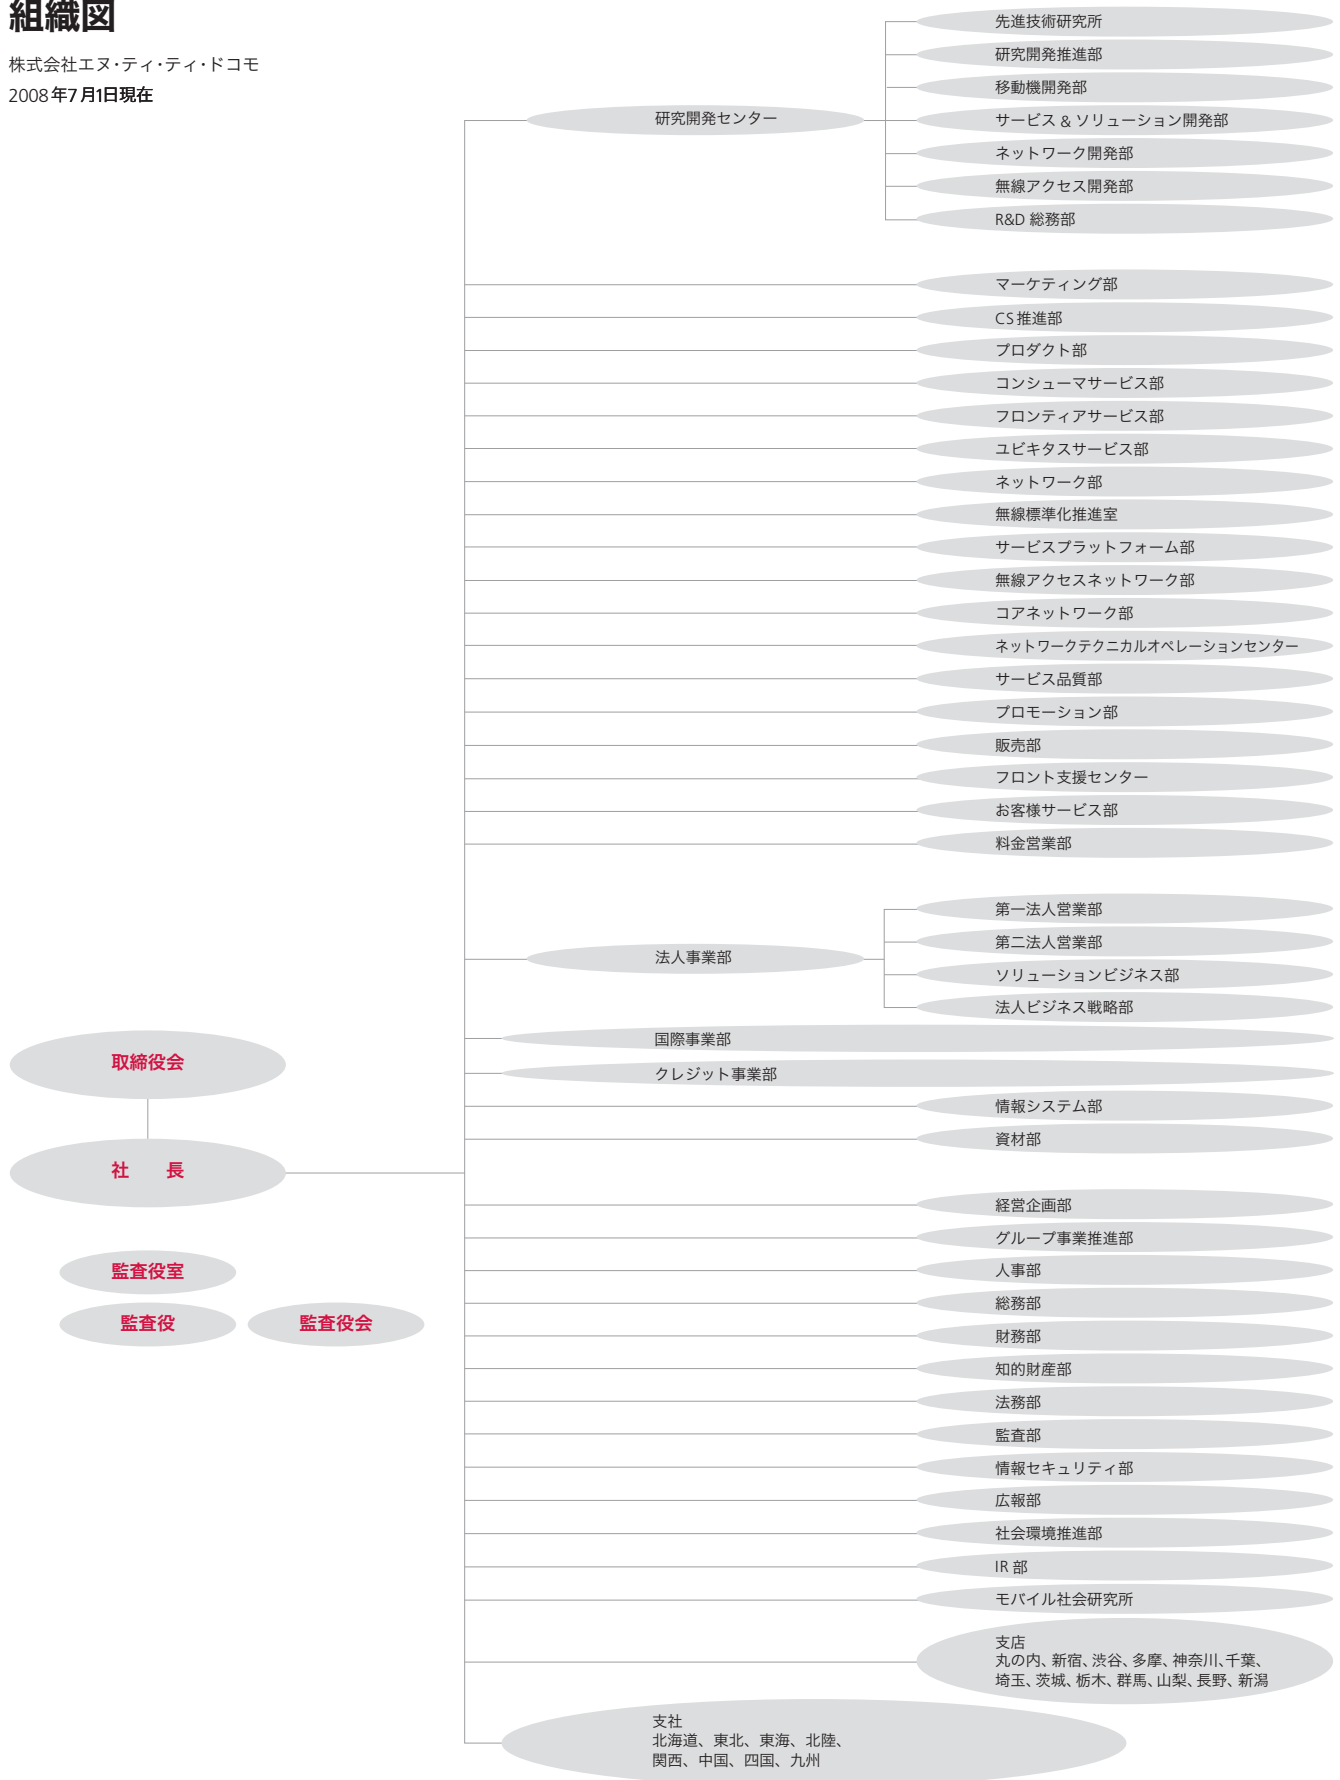 組織図
株式会社エヌ・ティ・ティ・ドコモ
2008年7月1日現在
先進技術研究所
研究開発推進部
移動機開発部
研究開発センター
サービス & ソリューション開発部
ネットワーク開発部
無線アクセス開発部
R&D 総務部
マーケティング部
CS推進部
プロダクト部
コンシューマサービス部
フロンティアサービス部
ユビキタスサービス部
ネットワーク部
無線標準化推進室
サービスプラットフォーム部
無線アクセスネットワーク部
コアネットワーク部
ネットワークテクニカルオペレーションセンター
サービス品質部
プロモーション部
販売部
フロント支援センター
お客様サービス部
料金営業部
法人事業部
第一法人営業部
第二法人営業部
ソリューションビジネス部
法人ビジネス戦略部
国際事業部
クレジット事業部
情報システム部
資材部
取締役会
社 長
監査役室
監査役
監査役会
経営企画部
グループ事業推進部
人事部
総務部
財務部
知的財産部
法務部
監査部
情報セキュリティ部
広報部
社会環境推進部
IR 部
モバイル社会研究所
支店
丸の内、新宿、渋谷、多摩、神奈川、千葉、
埼玉、茨城、栃木、群馬、山梨、長野、新潟
支社
北海道、東北、東海、北陸、
関西、中国、四国、九州